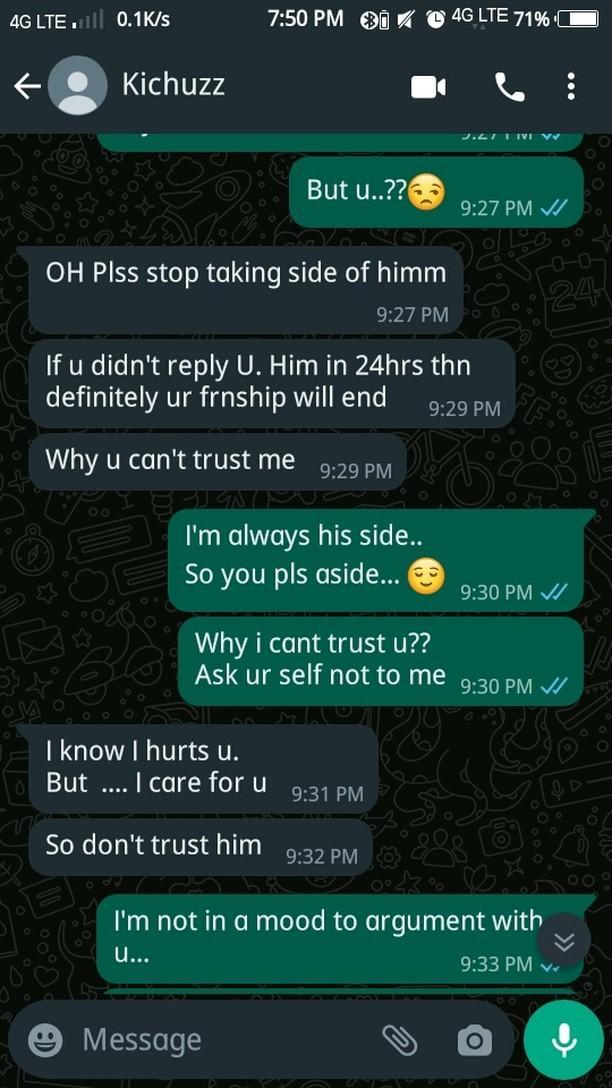 4G LTE 0.1K/s 7:50 PM 4G LTE 71%
Kichuzz
9:27 PM
But u..??😒 9:27 PM
OH Plss stop taking side of himm
9:27 PM
If u didn't reply U. Him in 24hrs thn
definitely ur frnship will end 9:29 PM
Why u can't trust me 9:29 PM
I'm always his side..
So you pls aside... 😌 9:30 PM
Why i cant trust u??
Ask ur self not to me 9:30 PM
I know I hurts u.
But .... I care for u 9:31 PM
So don't trust him 9:32 PM
I'm not in a mood to argument with
u... 9:33 PM
Message